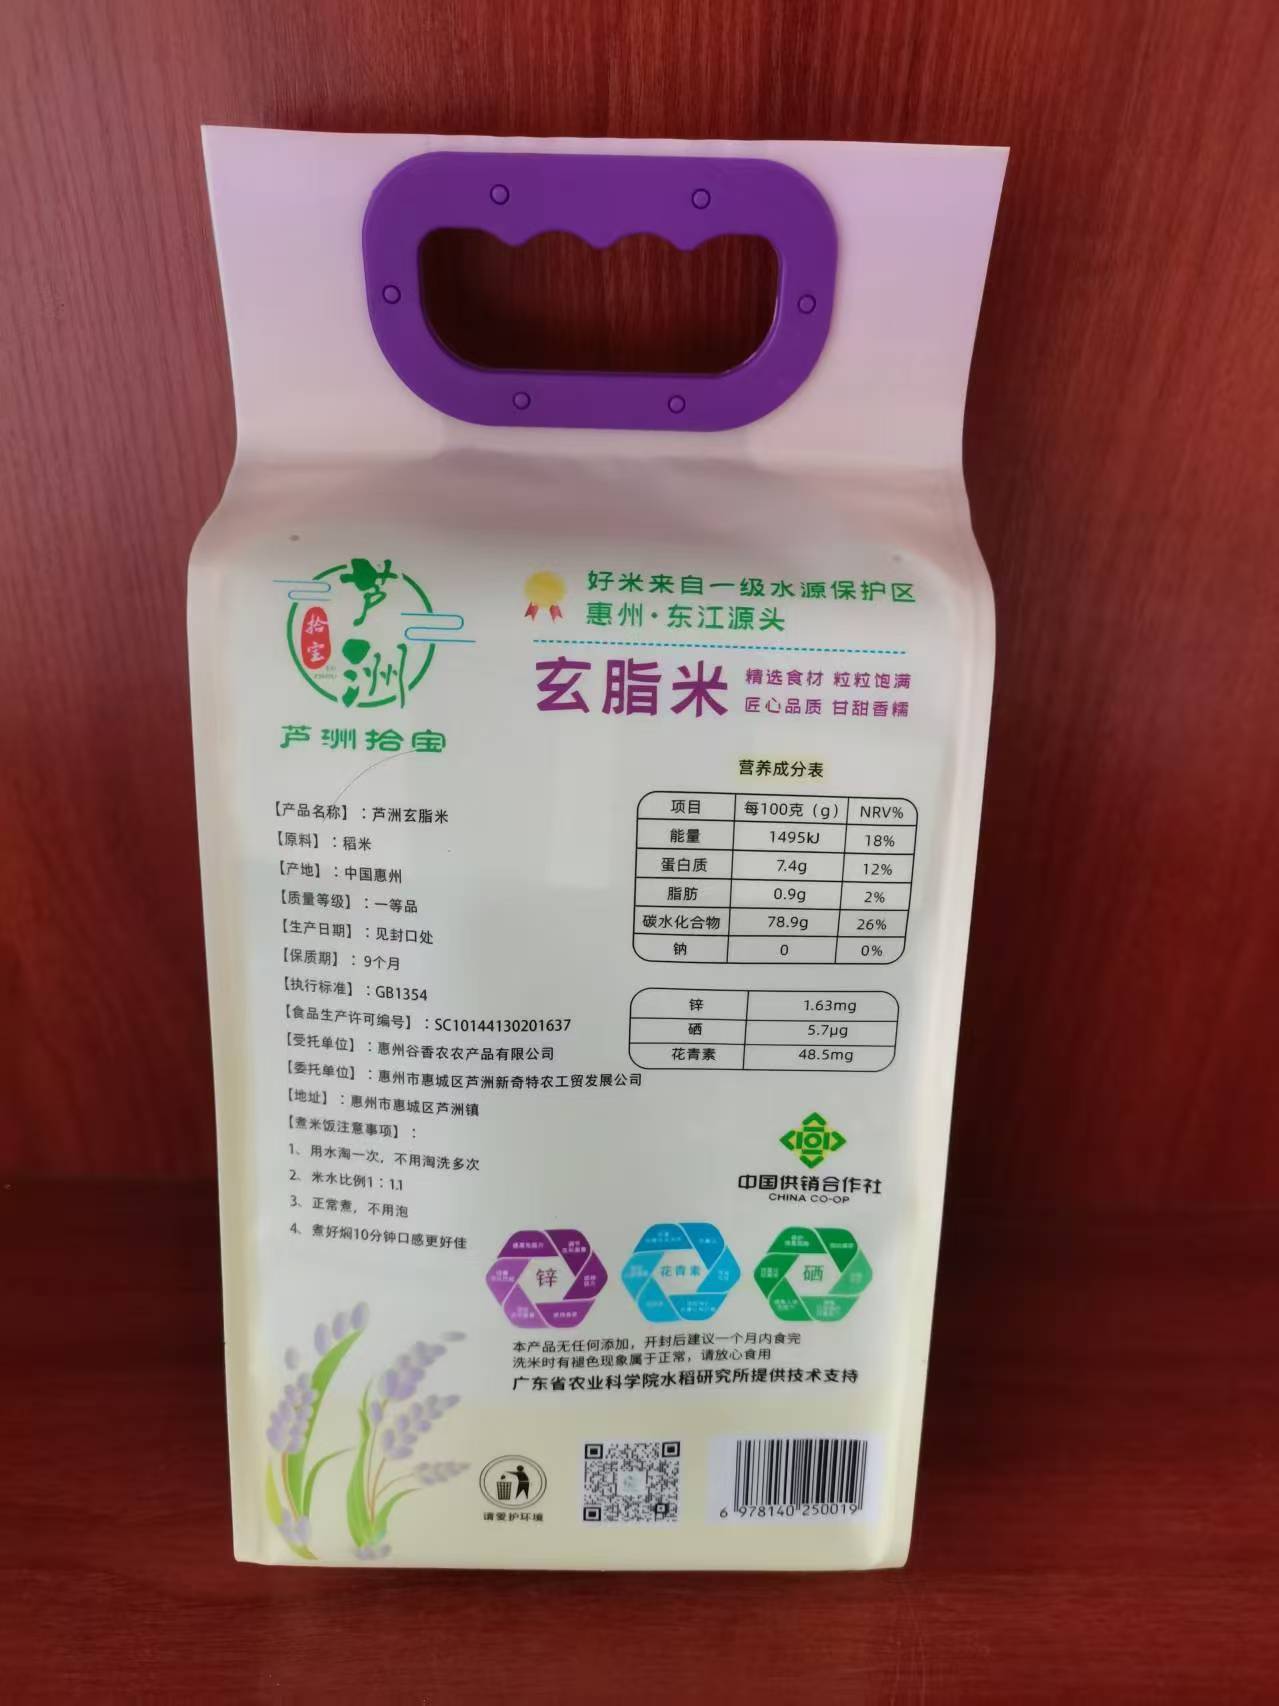 芦洲
拾宝
LU
ZHOU
芦洲拾宝
好米来自一级水源保护区
惠州·东江源头
玄脂米
精选食材 粒粒饱满
匠心品质 甘甜香糯
【产品名称】：芦洲玄脂米
【原料】：稻米
【产地】：中国惠州
【质量等级】：一等品
【生产日期】：见封口处
【保质期】：9个月
【执行标准】：GB1354
【食品生产许可编号】：SC10144130201637
【受托单位】：惠州谷香农农产品有限公司
【委托单位】：惠州市惠城区芦洲新奇特农工贸发展公司
【地址】：惠州市惠城区芦洲镇
【煮米饭注意事项】：
1、用水淘一次，不用淘洗多次
2、米水比例1：1.1
3、正常煮，不用泡
4、煮好焖10分钟口感更好佳
营养成分表
项目 每100克（g） NRV%
能量 1495kJ 18%
蛋白质 7.4g 12%
脂肪 0.9g 2%
碳水化合物 78.9g 26%
钠 0 0%
锌 1.63mg
硒 5.7μg
花青素 48.5mg
中国供销合作社
CHINA CO-OP
锌
花青素
硒
本产品无任何添加，开封后建议一个月内食完
洗米时有褪色现象属于正常，请放心食用
广东省农业科学院水稻研究所提供技术支持
请爱护环境
6 978140 250019